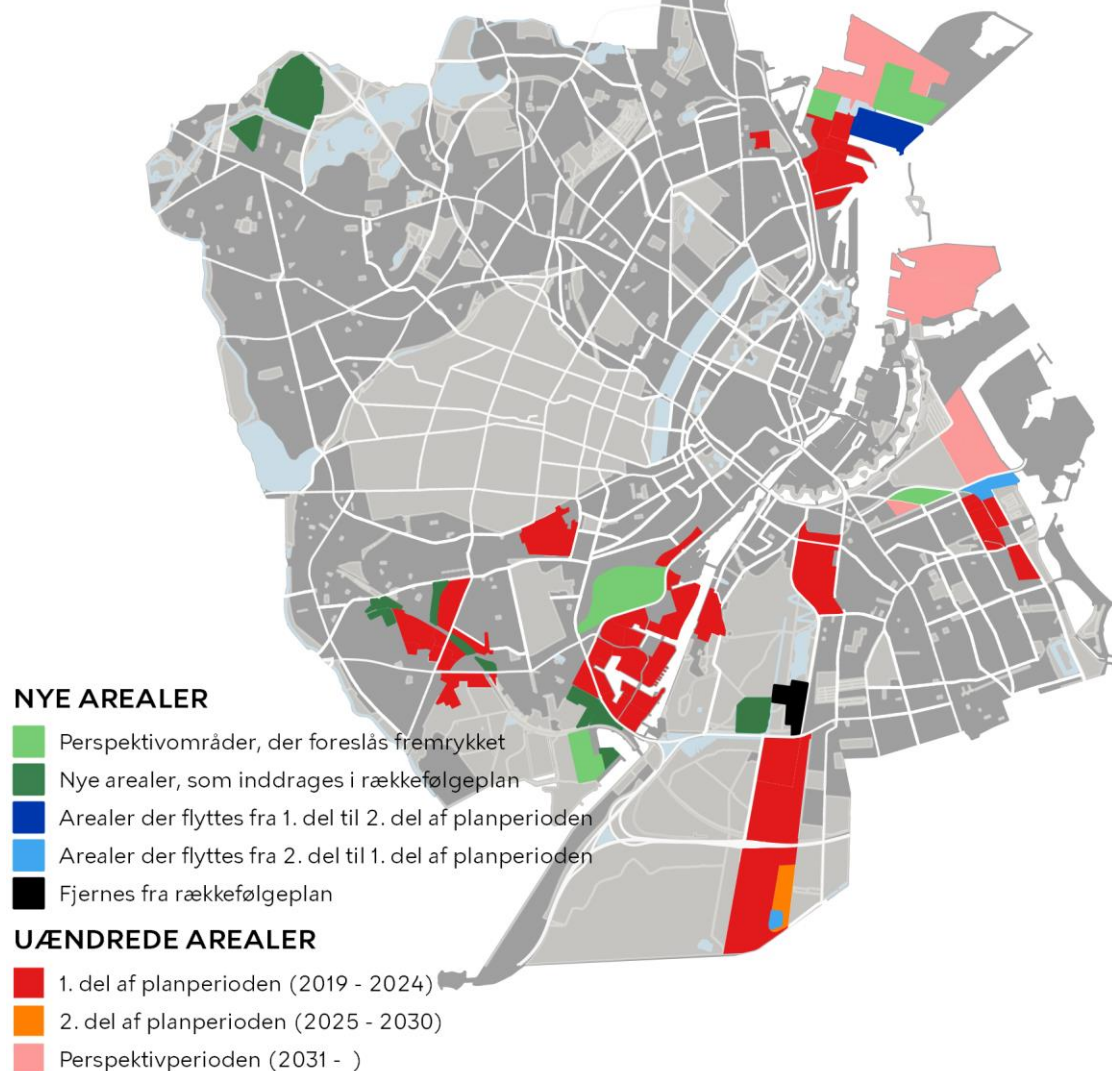 NYE AREALER
Perspektivområder, der foreslås fremrykket
Nye arealer, som inddrages i rækkefølgeplan
Arealer der flyttes fra 1. del til 2. del af planperioden
Arealer der flyttes fra 2. del til 1. del af planperioden
Fjernes fra rækkefølgeplan
UÆNDREDE AREALER
1. del af planperioden (2019 - 2024)
2. del af planperioden (2025 - 2030)
Perspektivperioden (2031 - )